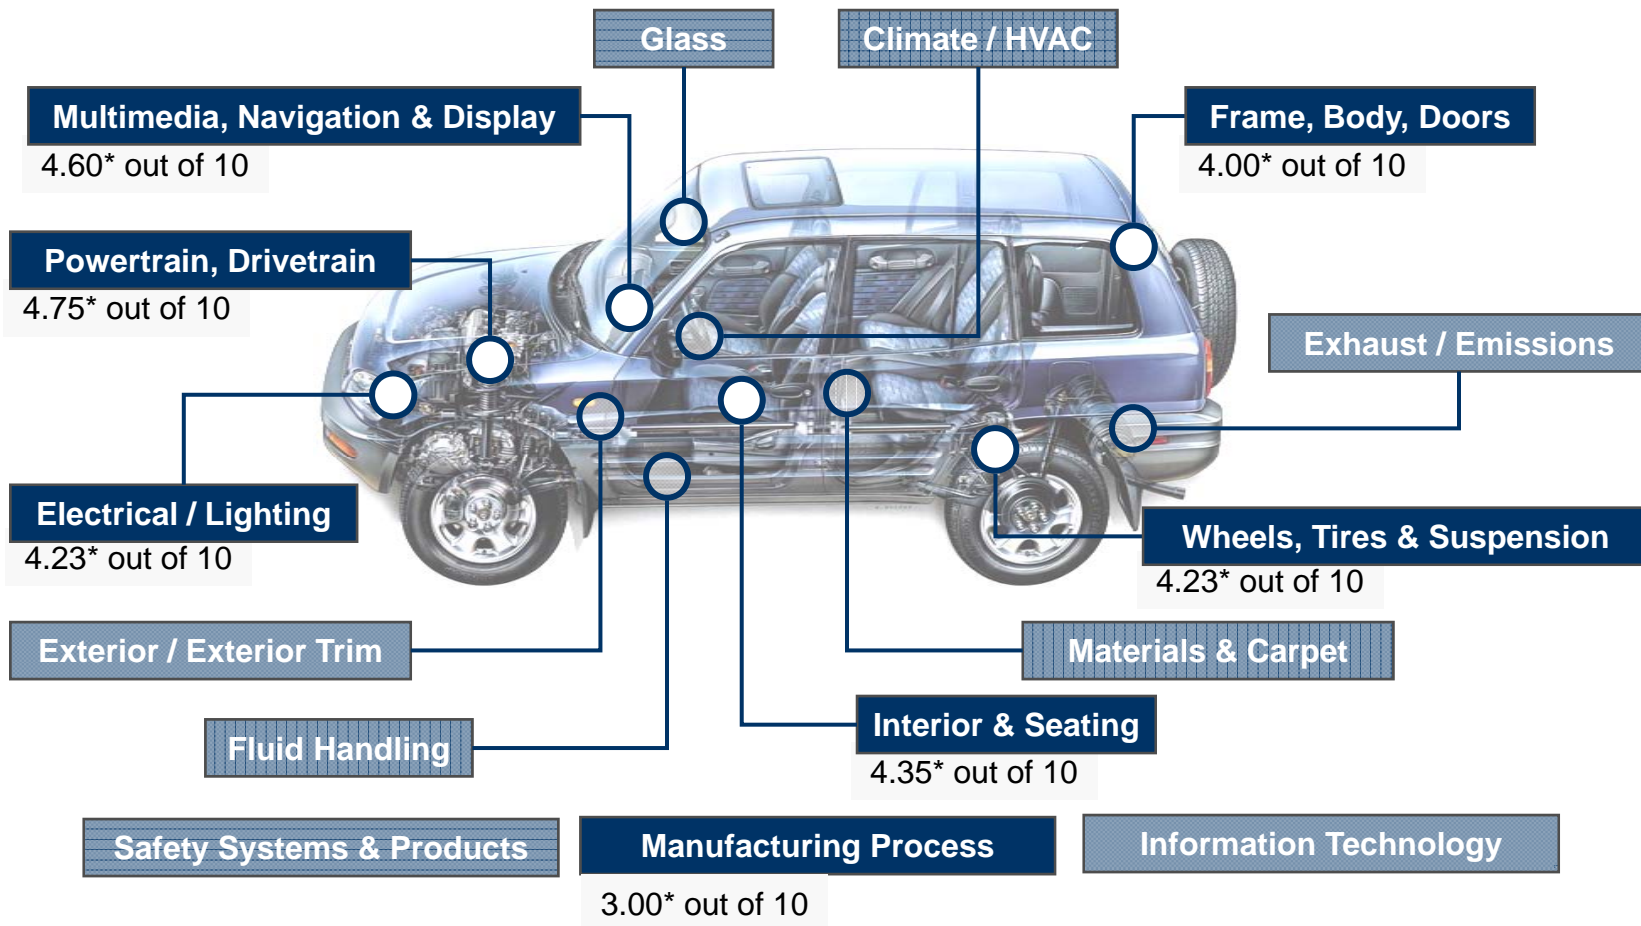 Glass
Climate / HVAC
Multimedia, Navigation & Display
4.60* out of 10
Frame, Body, Doors
4.00* out of 10
Powertrain, Drivetrain
4.75* out of 10
Exhaust / Emissions
Electrical / Lighting
4.23* out of 10
Wheels, Tires & Suspension
4.23* out of 10
Exterior / Exterior Trim
Materials & Carpet
Interior & Seating
4.35* out of 10
Fluid Handling
Safety Systems & Products
Manufacturing Process
3.00* out of 10
Information Technology